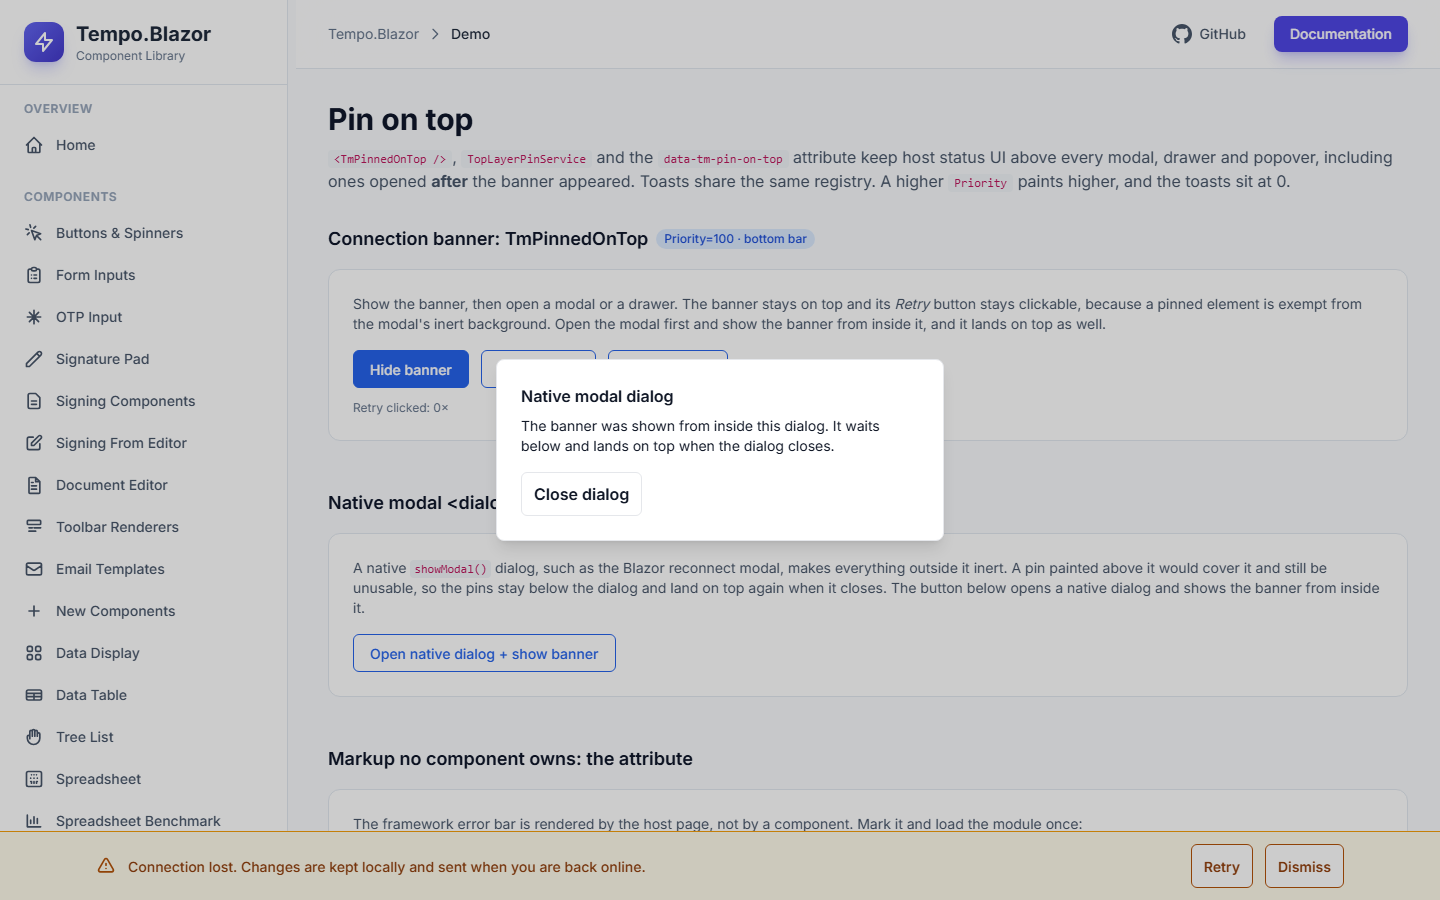 Tempo.Blazor
Component Library
OVERVIEW
Home
COMPONENTS
Buttons & Spinners
Form Inputs
OTP Input
Signature Pad
Signing Components
Signing From Editor
Document Editor
Toolbar Renderers
Email Templates
New Components
Data Display
Data Table
Tree List
Spreadsheet
Spreadsheet Benchmark
Tempo.Blazor > Demo
GitHub
Documentation
Pin on top
<TmPinnedOnTop />, TopLayerPinService and the data-tm-pin-on-top attribute keep host status UI above every modal, drawer and popover, including
ones opened after the banner appeared. Toasts share the same registry. A higher Priority paints higher, and the toasts sit at 0.
Connection banner: TmPinnedOnTop
Priority=100 · bottom bar
Show the banner, then open a modal or a drawer. The banner stays on top and its Retry button stays clickable, because a pinned element is exempt from
the modal's inert background. Open the modal first and show the banner from inside it, and it lands on top as well.
Hide banner
Retry clicked: 0×
Native modal dialog
The banner was shown from inside this dialog. It waits
below and lands on top when the dialog closes.
Close dialog
Native modal
A native showModal() dialog, such as the Blazor reconnect modal, makes everything outside it inert. A pin painted above it would cover it and still be
unusable, so the pins stay below the dialog and land on top again when it closes. The button below opens a native dialog and shows the banner from inside
it.
Open native dialog + show banner
Markup no component owns: the attribute
The framework error bar is rendered by the host page, not by a component. Mark it and load the module once:
Connection lost. Changes are kept locally and sent when you are back online.
Retry
Dismiss